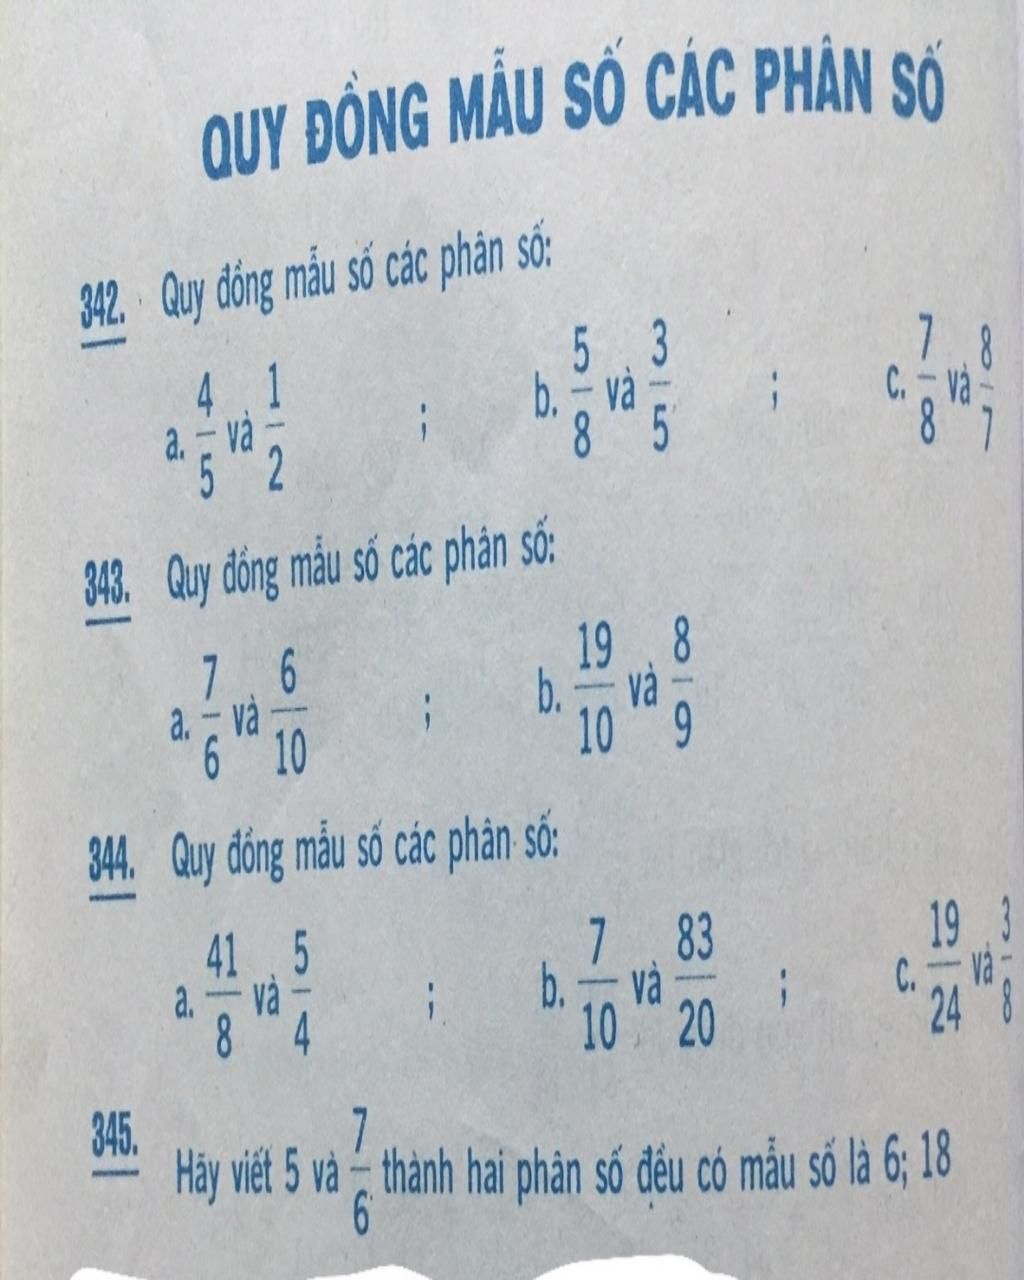 QUY ĐỒNG MẪU SỐ CÁC PHÂN SỐ
342. Quy đồng mẫu số các phân số:
a. 4/5 và 1/2 ; b. 5/8 và 3/5 ; c. 7/8 và 8/7
343. Quy đồng mẫu số các phân số:
a. 7/6 và 6/10 ; b. 19/10 và 8/9
344. Quy đồng mẫu số các phân số:
a. 41/8 và 5/4 ; b. 7/10 và 83/20 ; c. 19/24 và 3/8
345. Hãy viết 5 và 7/6 thành hai phân số đều có mẫu số là 6; 18